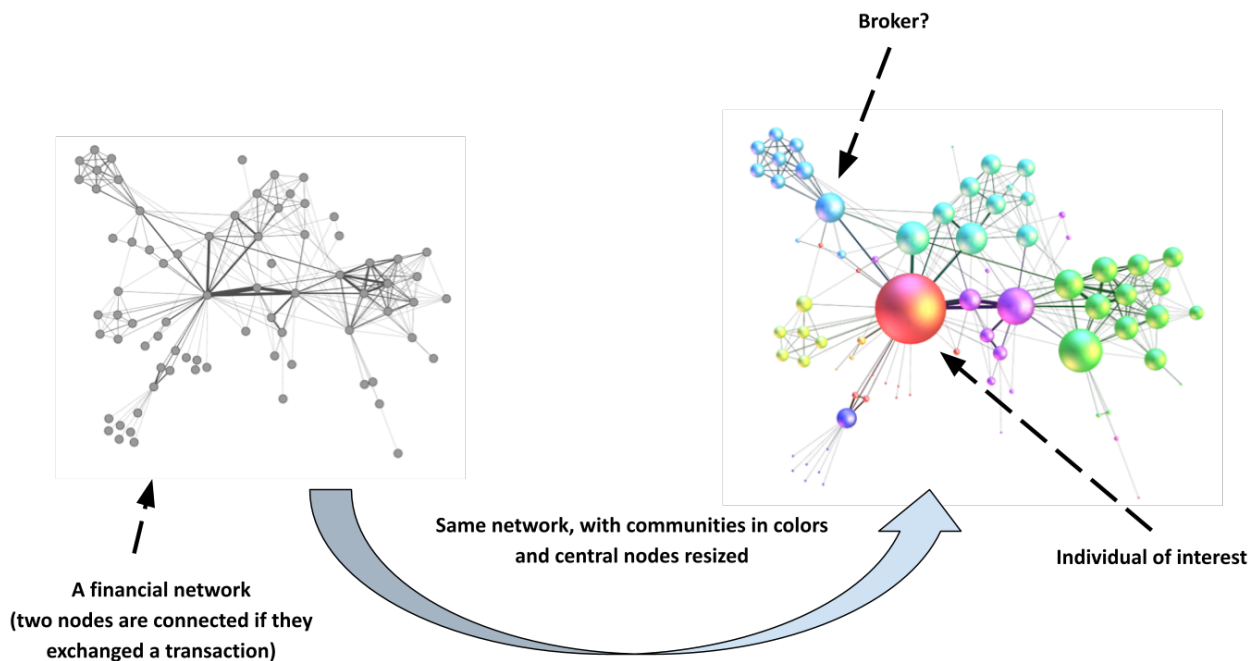 Broker?
Same network, with communities in colors
and central nodes resized
Individual of interest
A financial network
(two nodes are connected if they
exchanged a transaction)